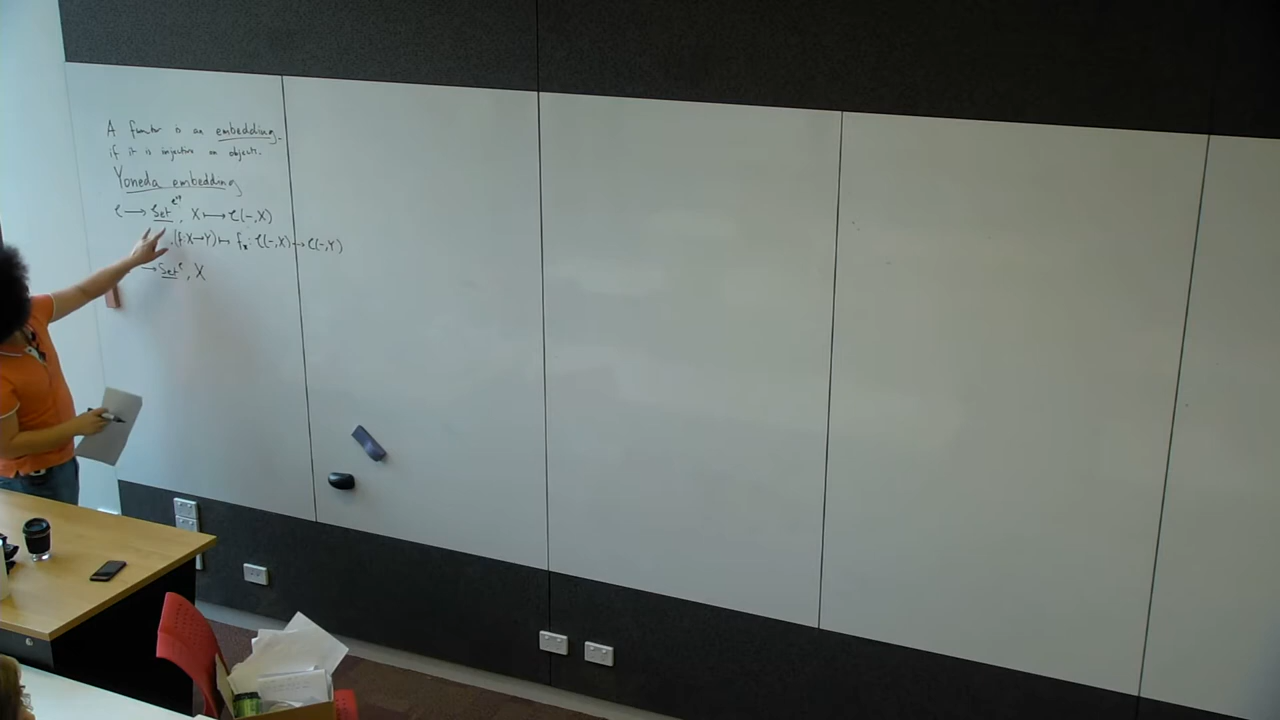 A functor is an embedding
if it is injective on objects.
Yoneda embedding
C → Set^{C^{op}}, X ↦ C(-,X)
(f:X→Y) ↦ f_*: C(-,X) → C(-,Y)
→ Set^C, X